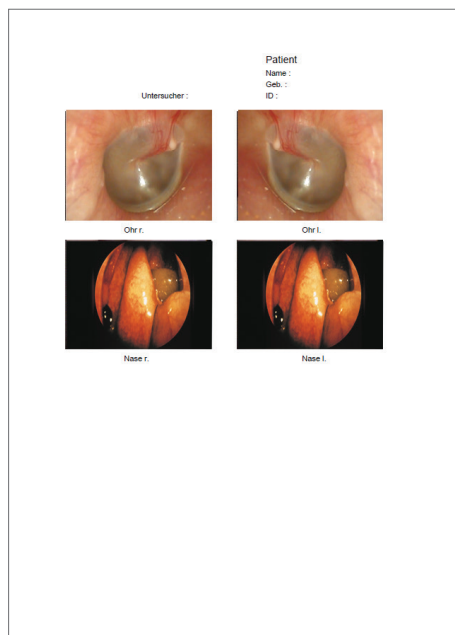 Patient
Name :
Geb. :
Untersucher :
ID :
Ohr r.
Ohr l.
Nase r.
Nase l.